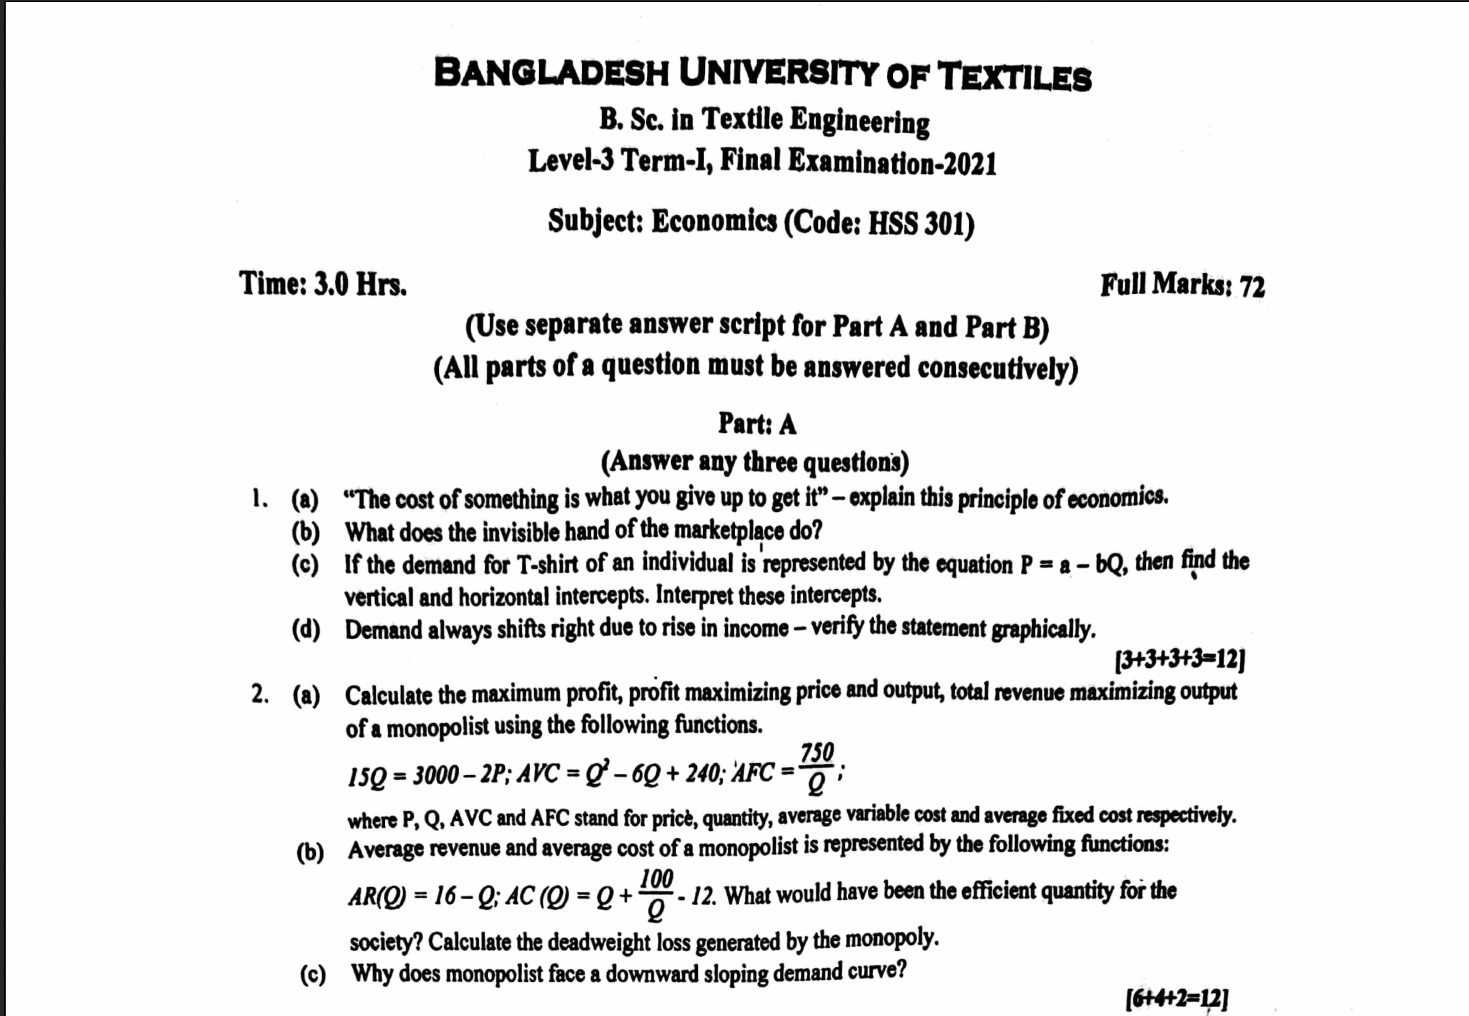 BANGLADESH UNIVERSITY OF TEXTILES
B. Sc. in Textile Engineering
Level-3 Term-I, Final Examination-2021
Subject: Economics (Code: HSS 301)
Time: 3.0 Hrs. Full Marks: 72
(Use separate answer script for Part A and Part B)
(All parts of a question must be answered consecutively)
Part: A
(Answer any three questions)
1. (a) “The cost of something is what you give up to get it” – explain this principle of economics.
(b) What does the invisible hand of the marketplace do?
(c) If the demand for T-shirt of an individual is represented by the equation P = a – bQ, then find the
vertical and horizontal intercepts. Interpret these intercepts.
(d) Demand always shifts right due to rise in income – verify the statement graphically.
[3+3+3+3=12]
2. (a) Calculate the maximum profit, profit maximizing price and output, total revenue maximizing output
of a monopolist using the following functions.
15Q = 3000 – 2P; AVC = Q² – 6Q + 240; AFC = 750/Q ;
where P, Q, AVC and AFC stand for price, quantity, average variable cost and average fixed cost respectively.
(b) Average revenue and average cost of a monopolist is represented by the following functions:
AR(Q) = 16 – Q; AC (Q) = Q + 100/Q - 12. What would have been the efficient quantity for the
society? Calculate the deadweight loss generated by the monopoly.
(c) Why does monopolist face a downward sloping demand curve?
[6+4+2=12]